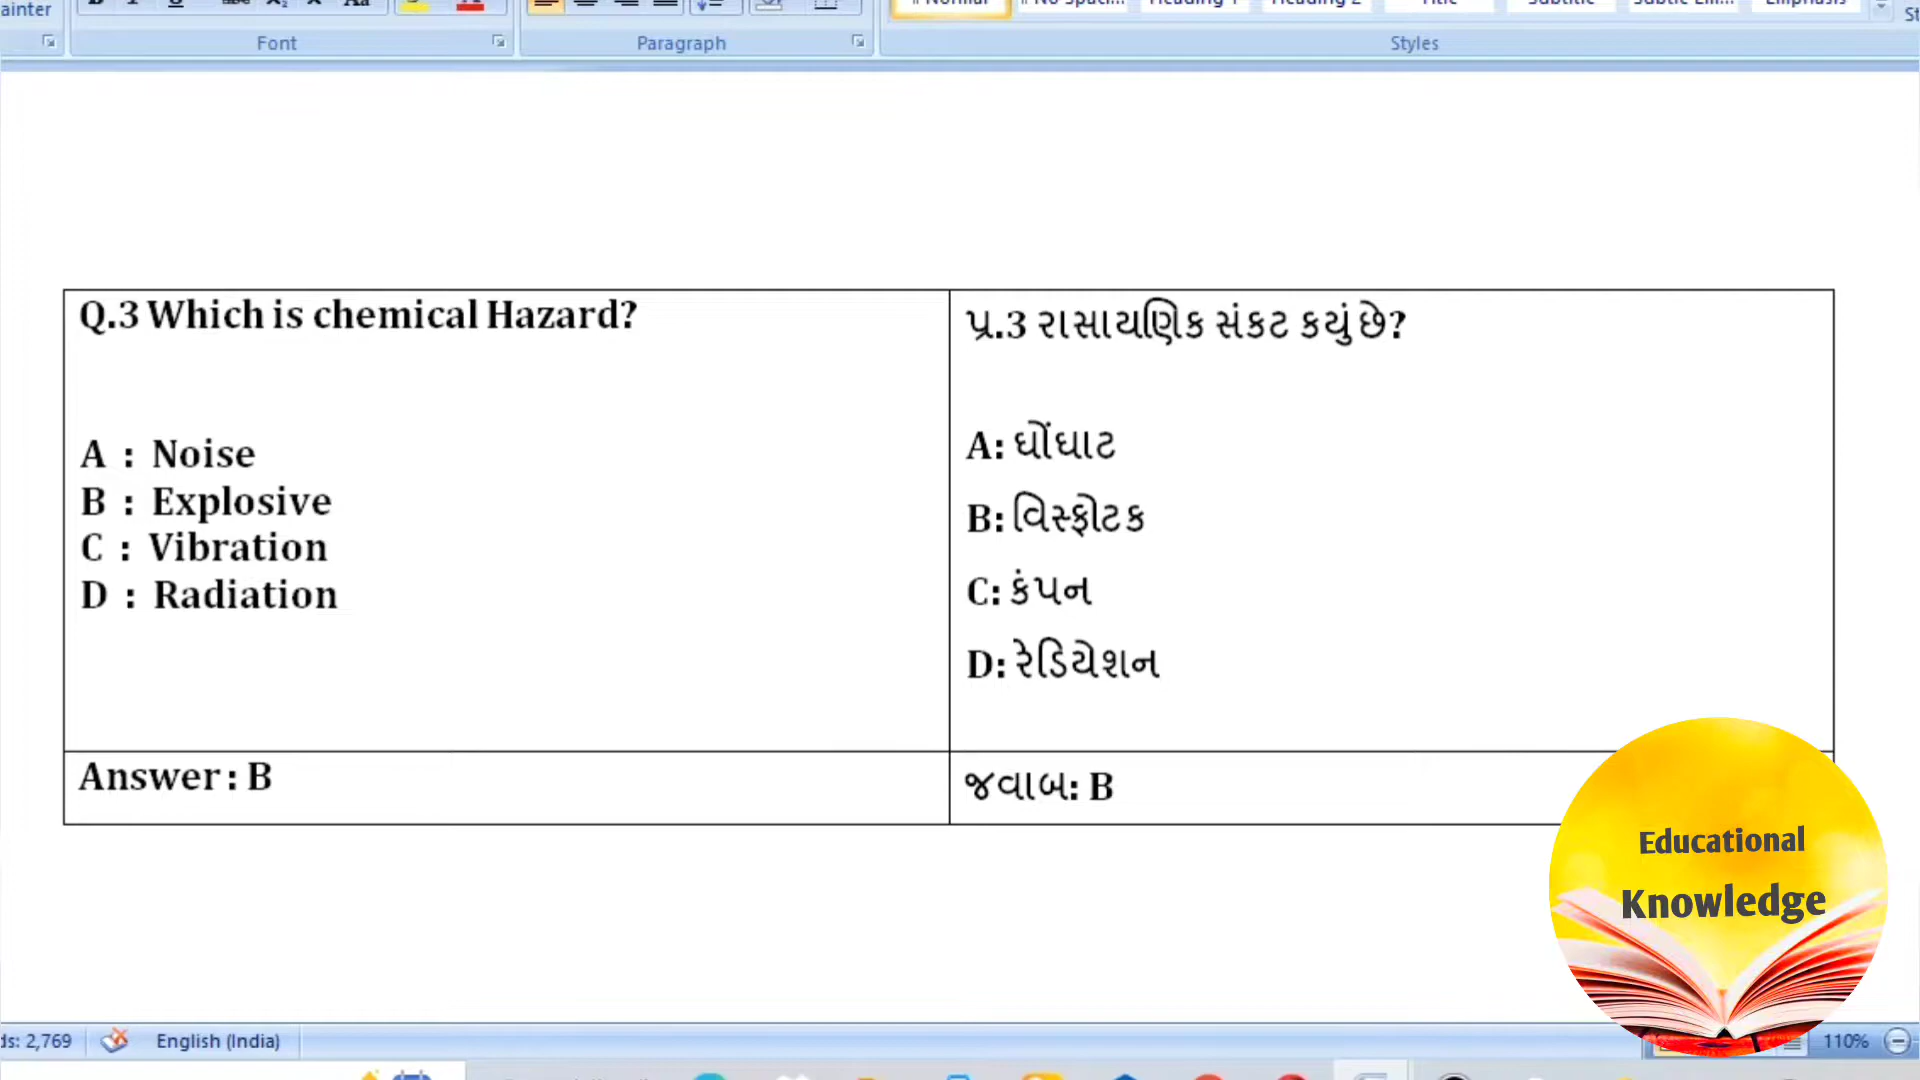 ainter
Font
Paragraph
Styles
Q.3 Which is chemical Hazard?
A : Noise
B : Explosive
C : Vibration
D : Radiation
Answer : B
પ્ર.3 રાસાયણિક સંકટ કયું છે?
A: ઘોંઘાટ
B: વિસ્ફોટક
C: કંપન
D: રેડિયેશન
જવાબ: B
Educational
Knowledge
ds: 2,769
English (India)
110%